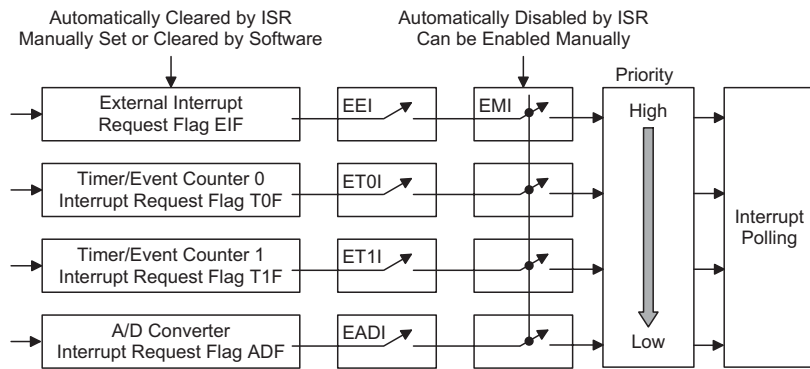 Automatically Cleared by ISR
Manually Set or Cleared by Software
Automatically Disabled by ISR
Can be Enabled Manually
Priority
External Interrupt
Request Flag EIF
EEI
EMI
High
Timer/Event Counter 0
Interrupt Request Flag T0F
ET0I
Interrupt
Polling
Timer/Event Counter 1
Interrupt Request Flag T1F
ET1I
A/D Converter
Interrupt Request Flag ADF
EADI
Low